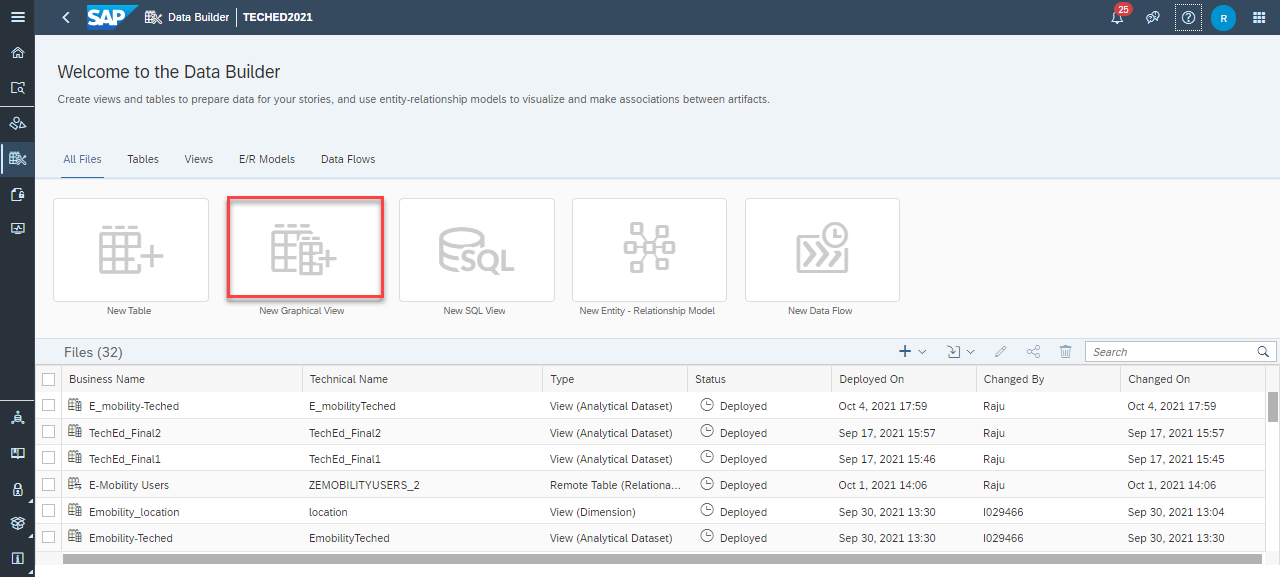 SAP Data Builder TECHED2021 25 R
Welcome to the Data Builder
Create views and tables to prepare data for your stories, and use entity-relationship models to visualize and make associations between artifacts.
All Files Tables Views E/R Models Data Flows
SQL
New Table New Graphical View New SQL View New Entity - Relationship Model New Data Flow
Files (32) Search
Business Name Technical Name Type Status Deployed On Changed By Changed On
E_mobility-Teched E_mobilityTeched View (Analytical Dataset) Deployed Oct 4, 2021 17:59 Raju Oct 4, 2021 17:59
TechEd_Final2 TechEd_Final2 View (Analytical Dataset) Deployed Sep 17, 2021 15:57 Raju Sep 17, 2021 15:57
TechEd_Final1 TechEd_Final1 View (Analytical Dataset) Deployed Sep 17, 2021 15:46 Raju Sep 17, 2021 15:45
E-Mobility Users ZEMOBILITYUSERS_2 Remote Table (Relationa... Deployed Oct 1, 2021 14:06 Raju Oct 1, 2021 14:06
Emobility_location location View (Dimension) Deployed Sep 30, 2021 13:30 I029466 Sep 30, 2021 13:04
Emobility-Teched EmobilityTeched View (Analytical Dataset) Deployed Sep 30, 2021 13:30 I029466 Sep 30, 2021 13:30